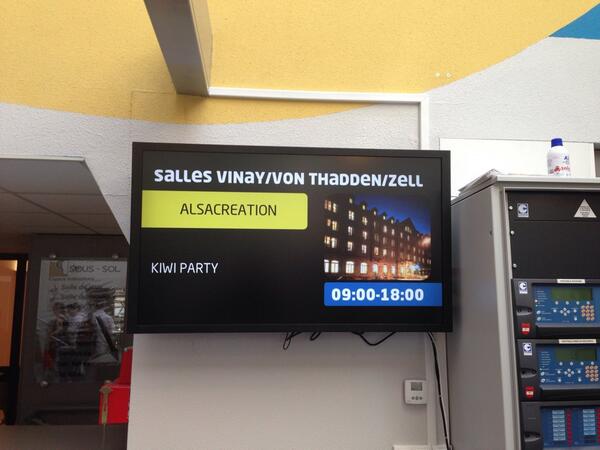 SaLLes VINaY/VON THaDDeN/ZeLL
ALSACREATION
KIWI PARTY
09:00-18:00
SOUS - SOL